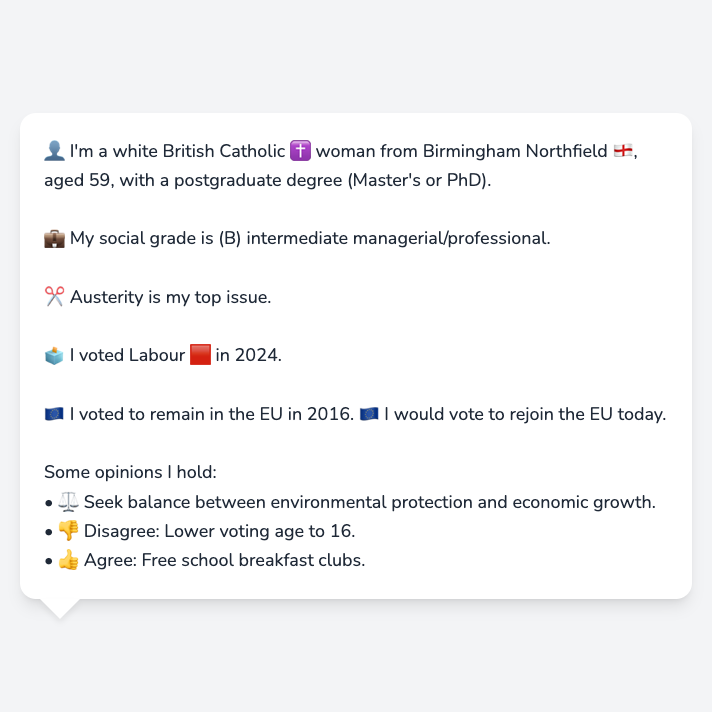 👤 I'm a white British Catholic ✝️ woman from Birmingham Northfield 🏴󠁧󠁢󠁥󠁮󠁧󠁿,
aged 59, with a postgraduate degree (Master's or PhD).
💼 My social grade is (B) intermediate managerial/professional.
✂️ Austerity is my top issue.
🗳️ I voted Labour 🟥 in 2024.
🇪🇺 I voted to remain in the EU in 2016. 🇪🇺 I would vote to rejoin the EU today.
Some opinions I hold:
• ⚖️ Seek balance between environmental protection and economic growth.
• 👎 Disagree: Lower voting age to 16.
• 👍 Agree: Free school breakfast clubs.